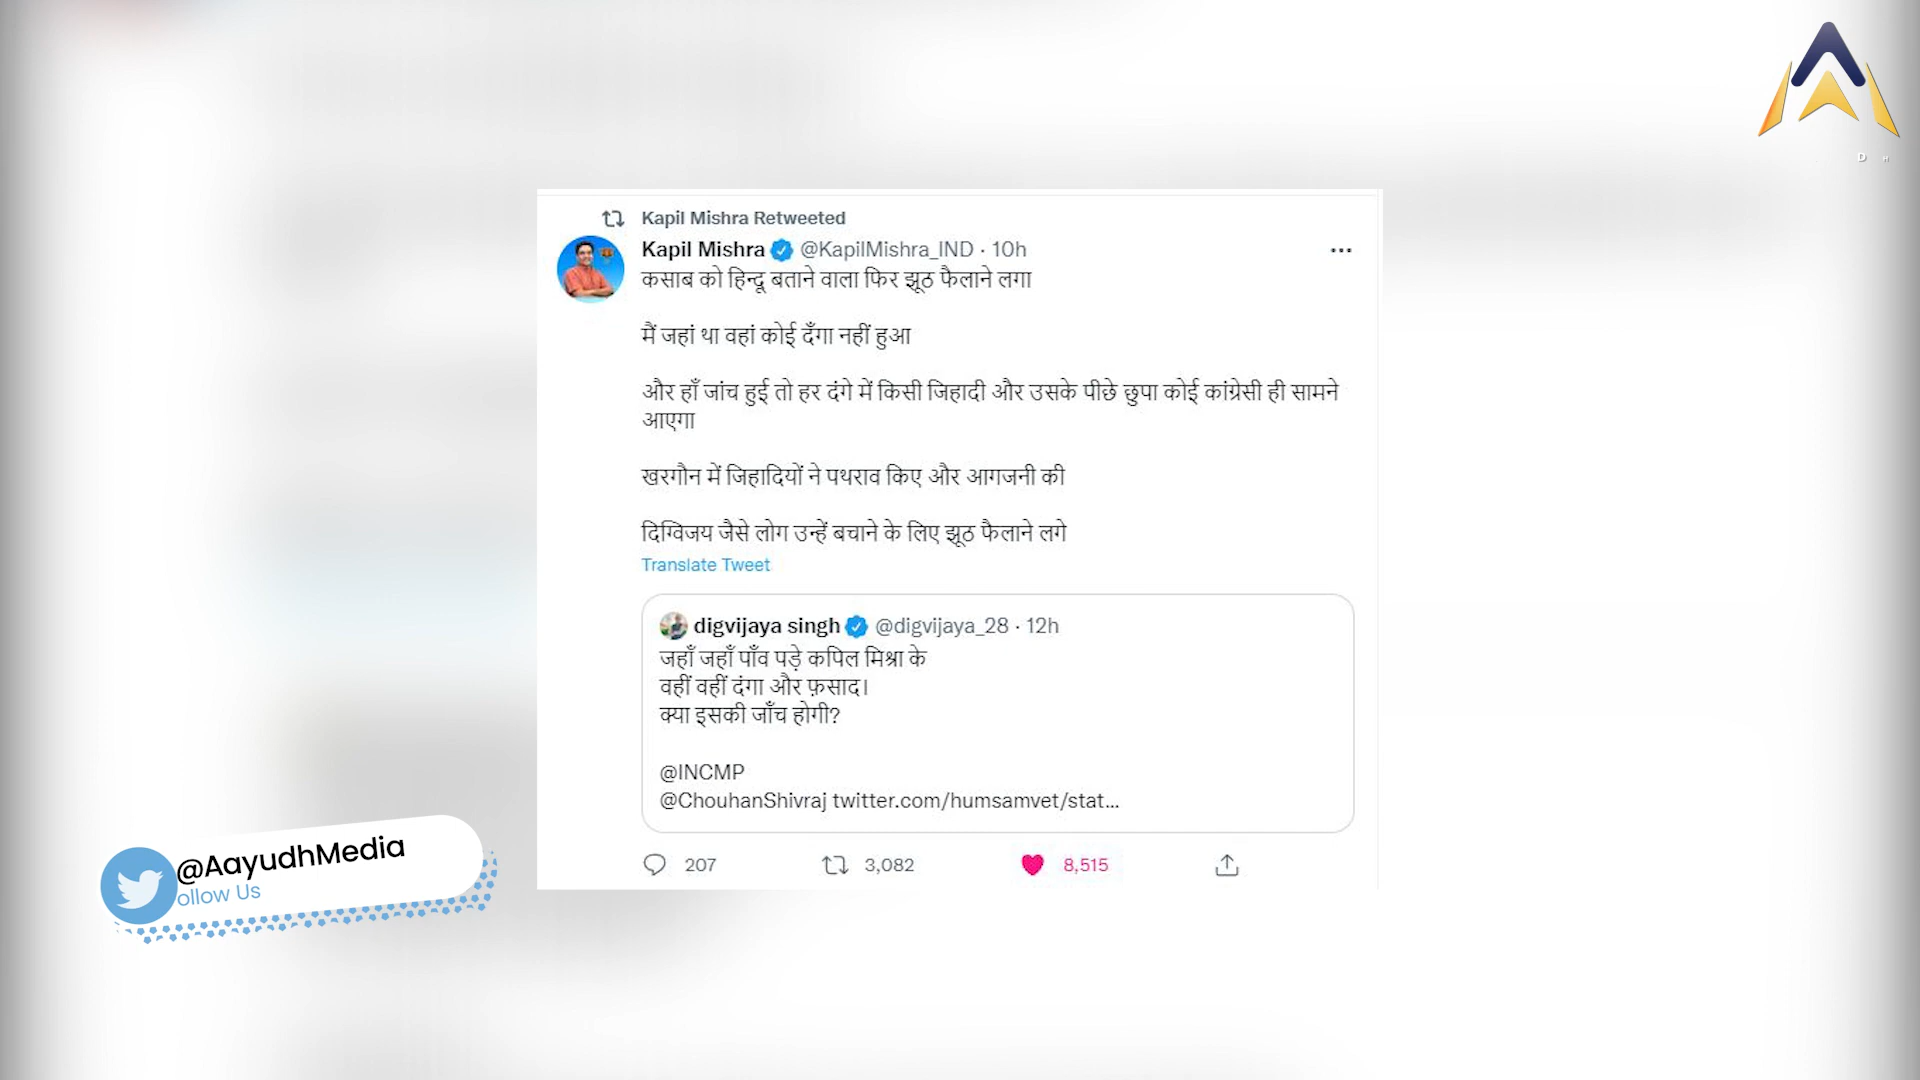 Kapil Mishra Retweeted
Kapil Mishra @KapilMishra_IND · 10h
कसाब को हिन्दू बताने वाला फिर झूठ फैलाने लगा
मैं जहां था वहां कोई दँगा नहीं हुआ
और हाँ जांच हुई तो हर दंगे में किसी जिहादी और उसके पीछे छुपा कोई कांग्रेसी ही सामने
आएगा
खरगौन में जिहादियों ने पथराव किए और आगजनी की
दिग्विजय जैसे लोग उन्हें बचाने के लिए झूठ फैलाने लगे
Translate Tweet
digvijaya singh @digvijaya_28 · 12h
जहाँ जहाँ पाँव पड़े कपिल मिश्रा के
वहीं वहीं दंगा और फ़साद।
क्या इसकी जाँच होगी?
@INCMP
@ChouhanShivraj twitter.com/humsamvet/stat...
207 3,082 8,515
@AayudhMedia
ollow Us
D H